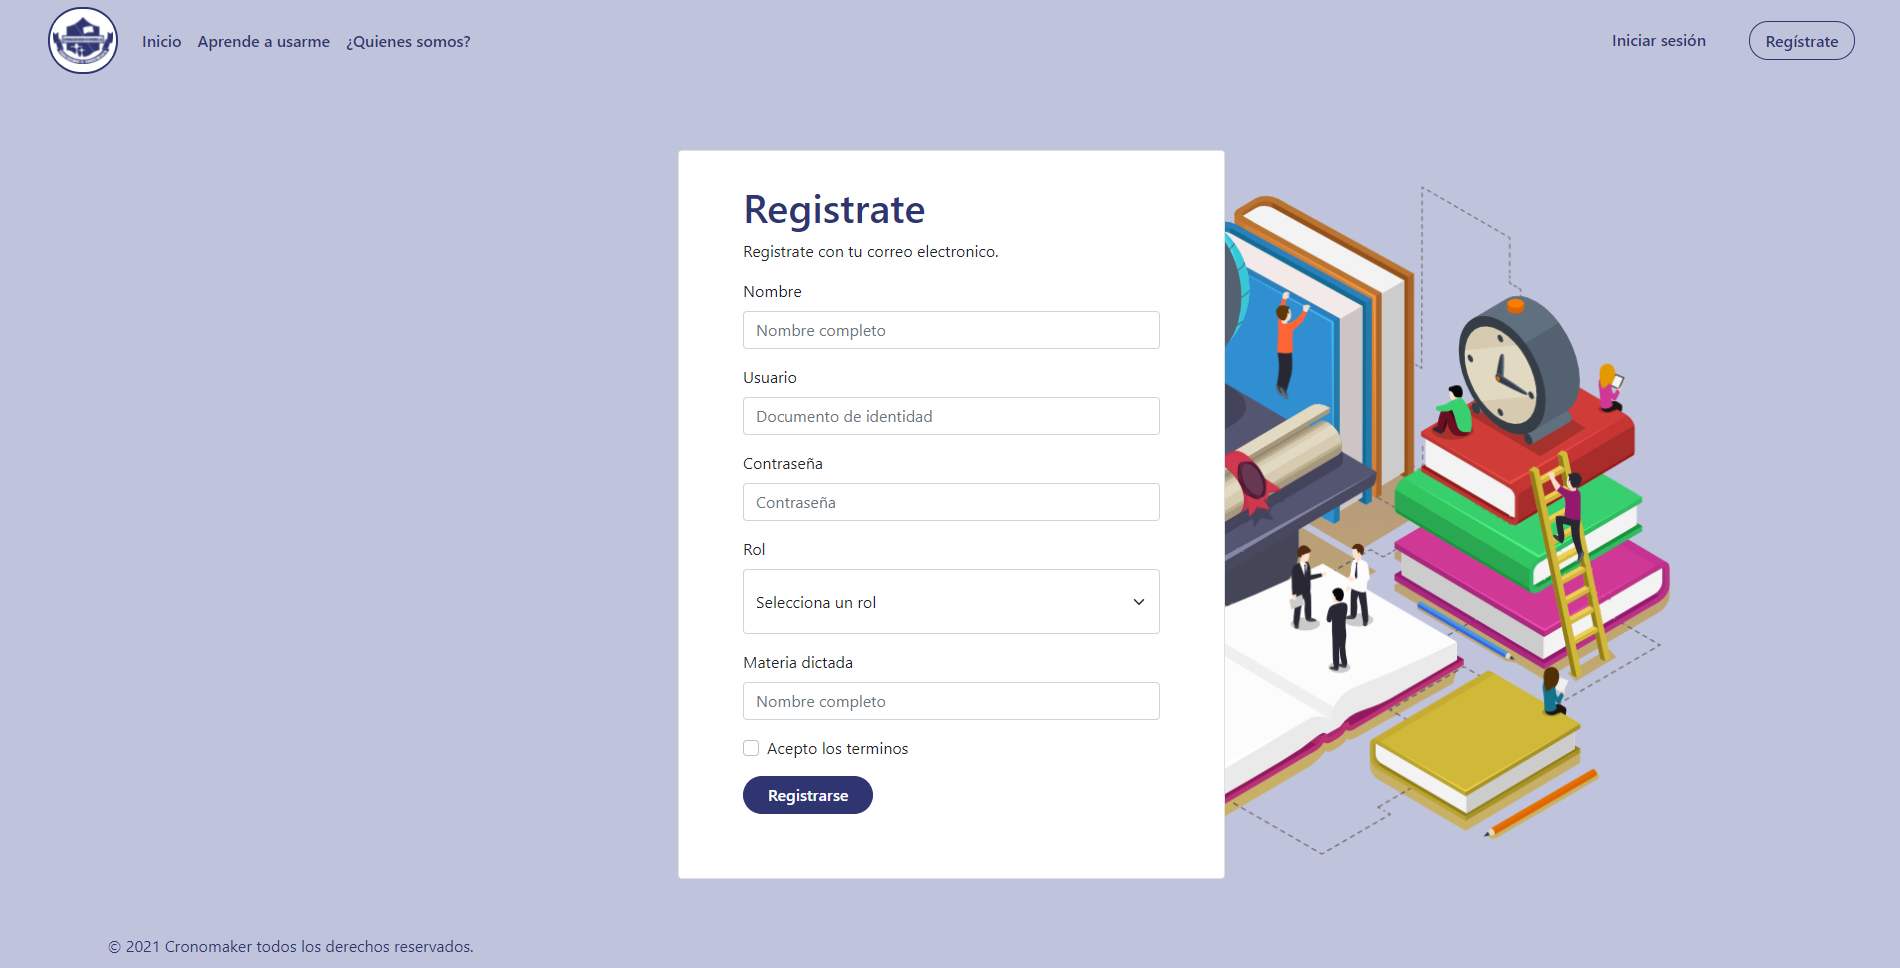 Inicio Aprende a usarme ¿Quienes somos? Iniciar sesión Regístrate
Registrate
Registrate con tu correo electronico.
Nombre
Nombre completo
Usuario
Documento de identidad
Contraseña
Contraseña
Rol
Selecciona un rol
Materia dictada
Nombre completo
Acepto los terminos
Registrarse
© 2021 Cronomaker todos los derechos reservados.